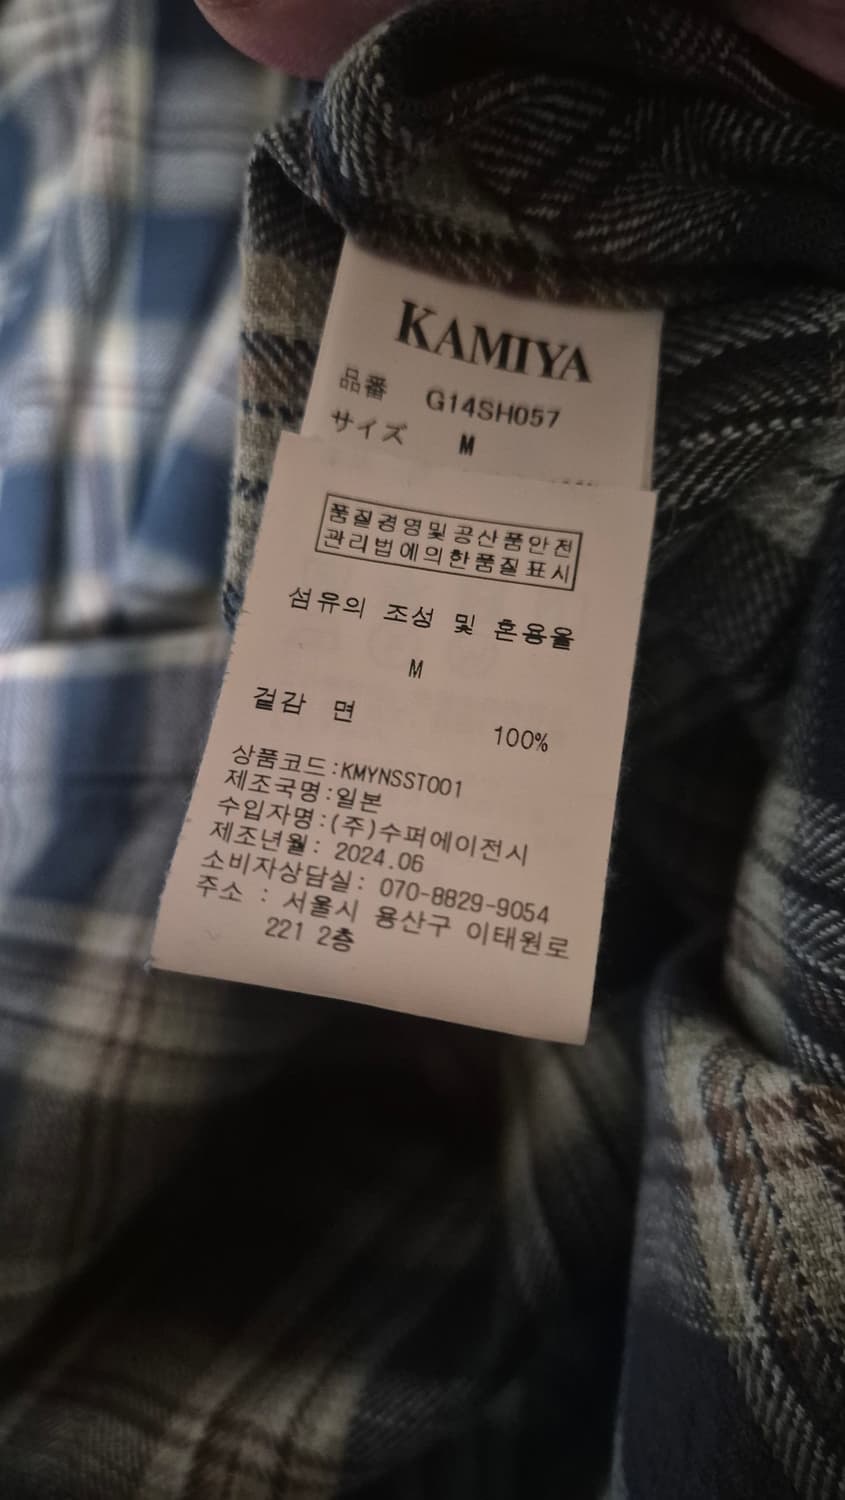 KAMIYA
品番 G14SH057
サイズ M
품질경영및공산품안전
관리법에의한품질표시
섬유의 조성 및 혼용율
M
겉감 면 100%
상품코드:KMYNSST001
제조국명:일본
수입자명:(주)수퍼에이전시
제조년월: 2024.06
소비자상담실: 070-8829-9054
주소 : 서울시 용산구 이태원로
221 2층